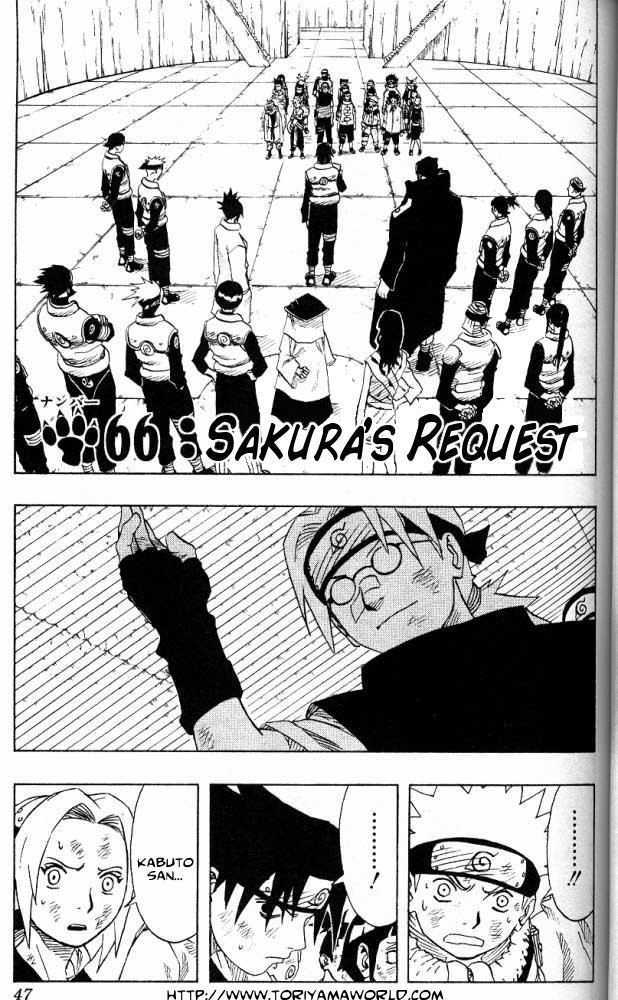 ナンバー
66: SAKURA'S REQUEST
.......!!
........
KABUTO
SAN...
47
HTTP://WWW.TORIYAMAWORLD.COM